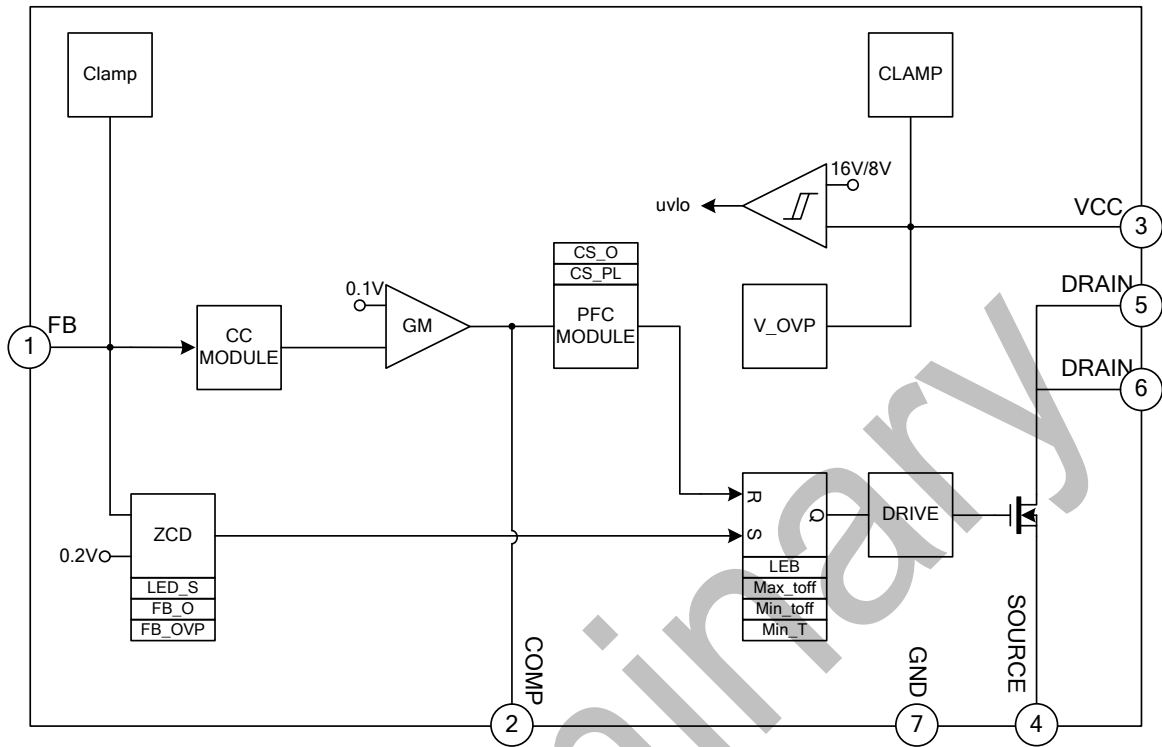 Clamp
CLAMP
16V/8V
uvlo
VCC
3
CS_O
CS_PL
PFC
MODULE
V_OVP
DRAIN
5
0.1V
GM
FB
1
CC
MODULE
DRAIN
6
ZCD
0.2V
LED_S
FB_O
FB_OVP
R
S
Q
LEB
Max_toff
Min_toff
Min_T
DRIVE
COMP
2
GND
7
SOURCE
4
inary